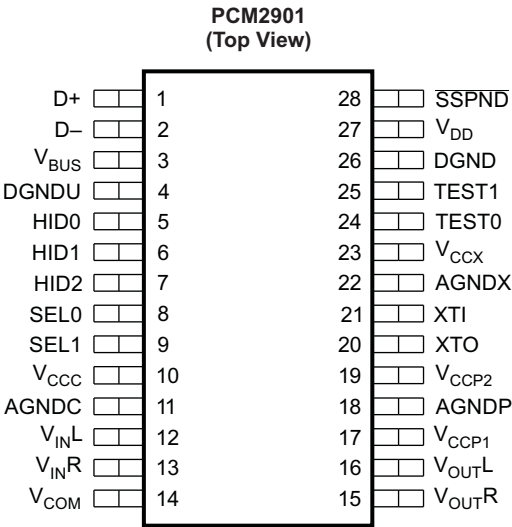 PCM2901
(Top View)
D+ 1 28 S̅S̅P̅N̅D̅
D– 2 27 VDD
VBUS 3 26 DGND
DGNDU 4 25 TEST1
HID0 5 24 TEST0
HID1 6 23 VCCX
HID2 7 22 AGNDX
SEL0 8 21 XTI
SEL1 9 20 XTO
VCCC 10 19 VCCP2
AGNDC 11 18 AGNDP
VINL 12 17 VCCP1
VINR 13 16 VOUTL
VCOM 14 15 VOUTR